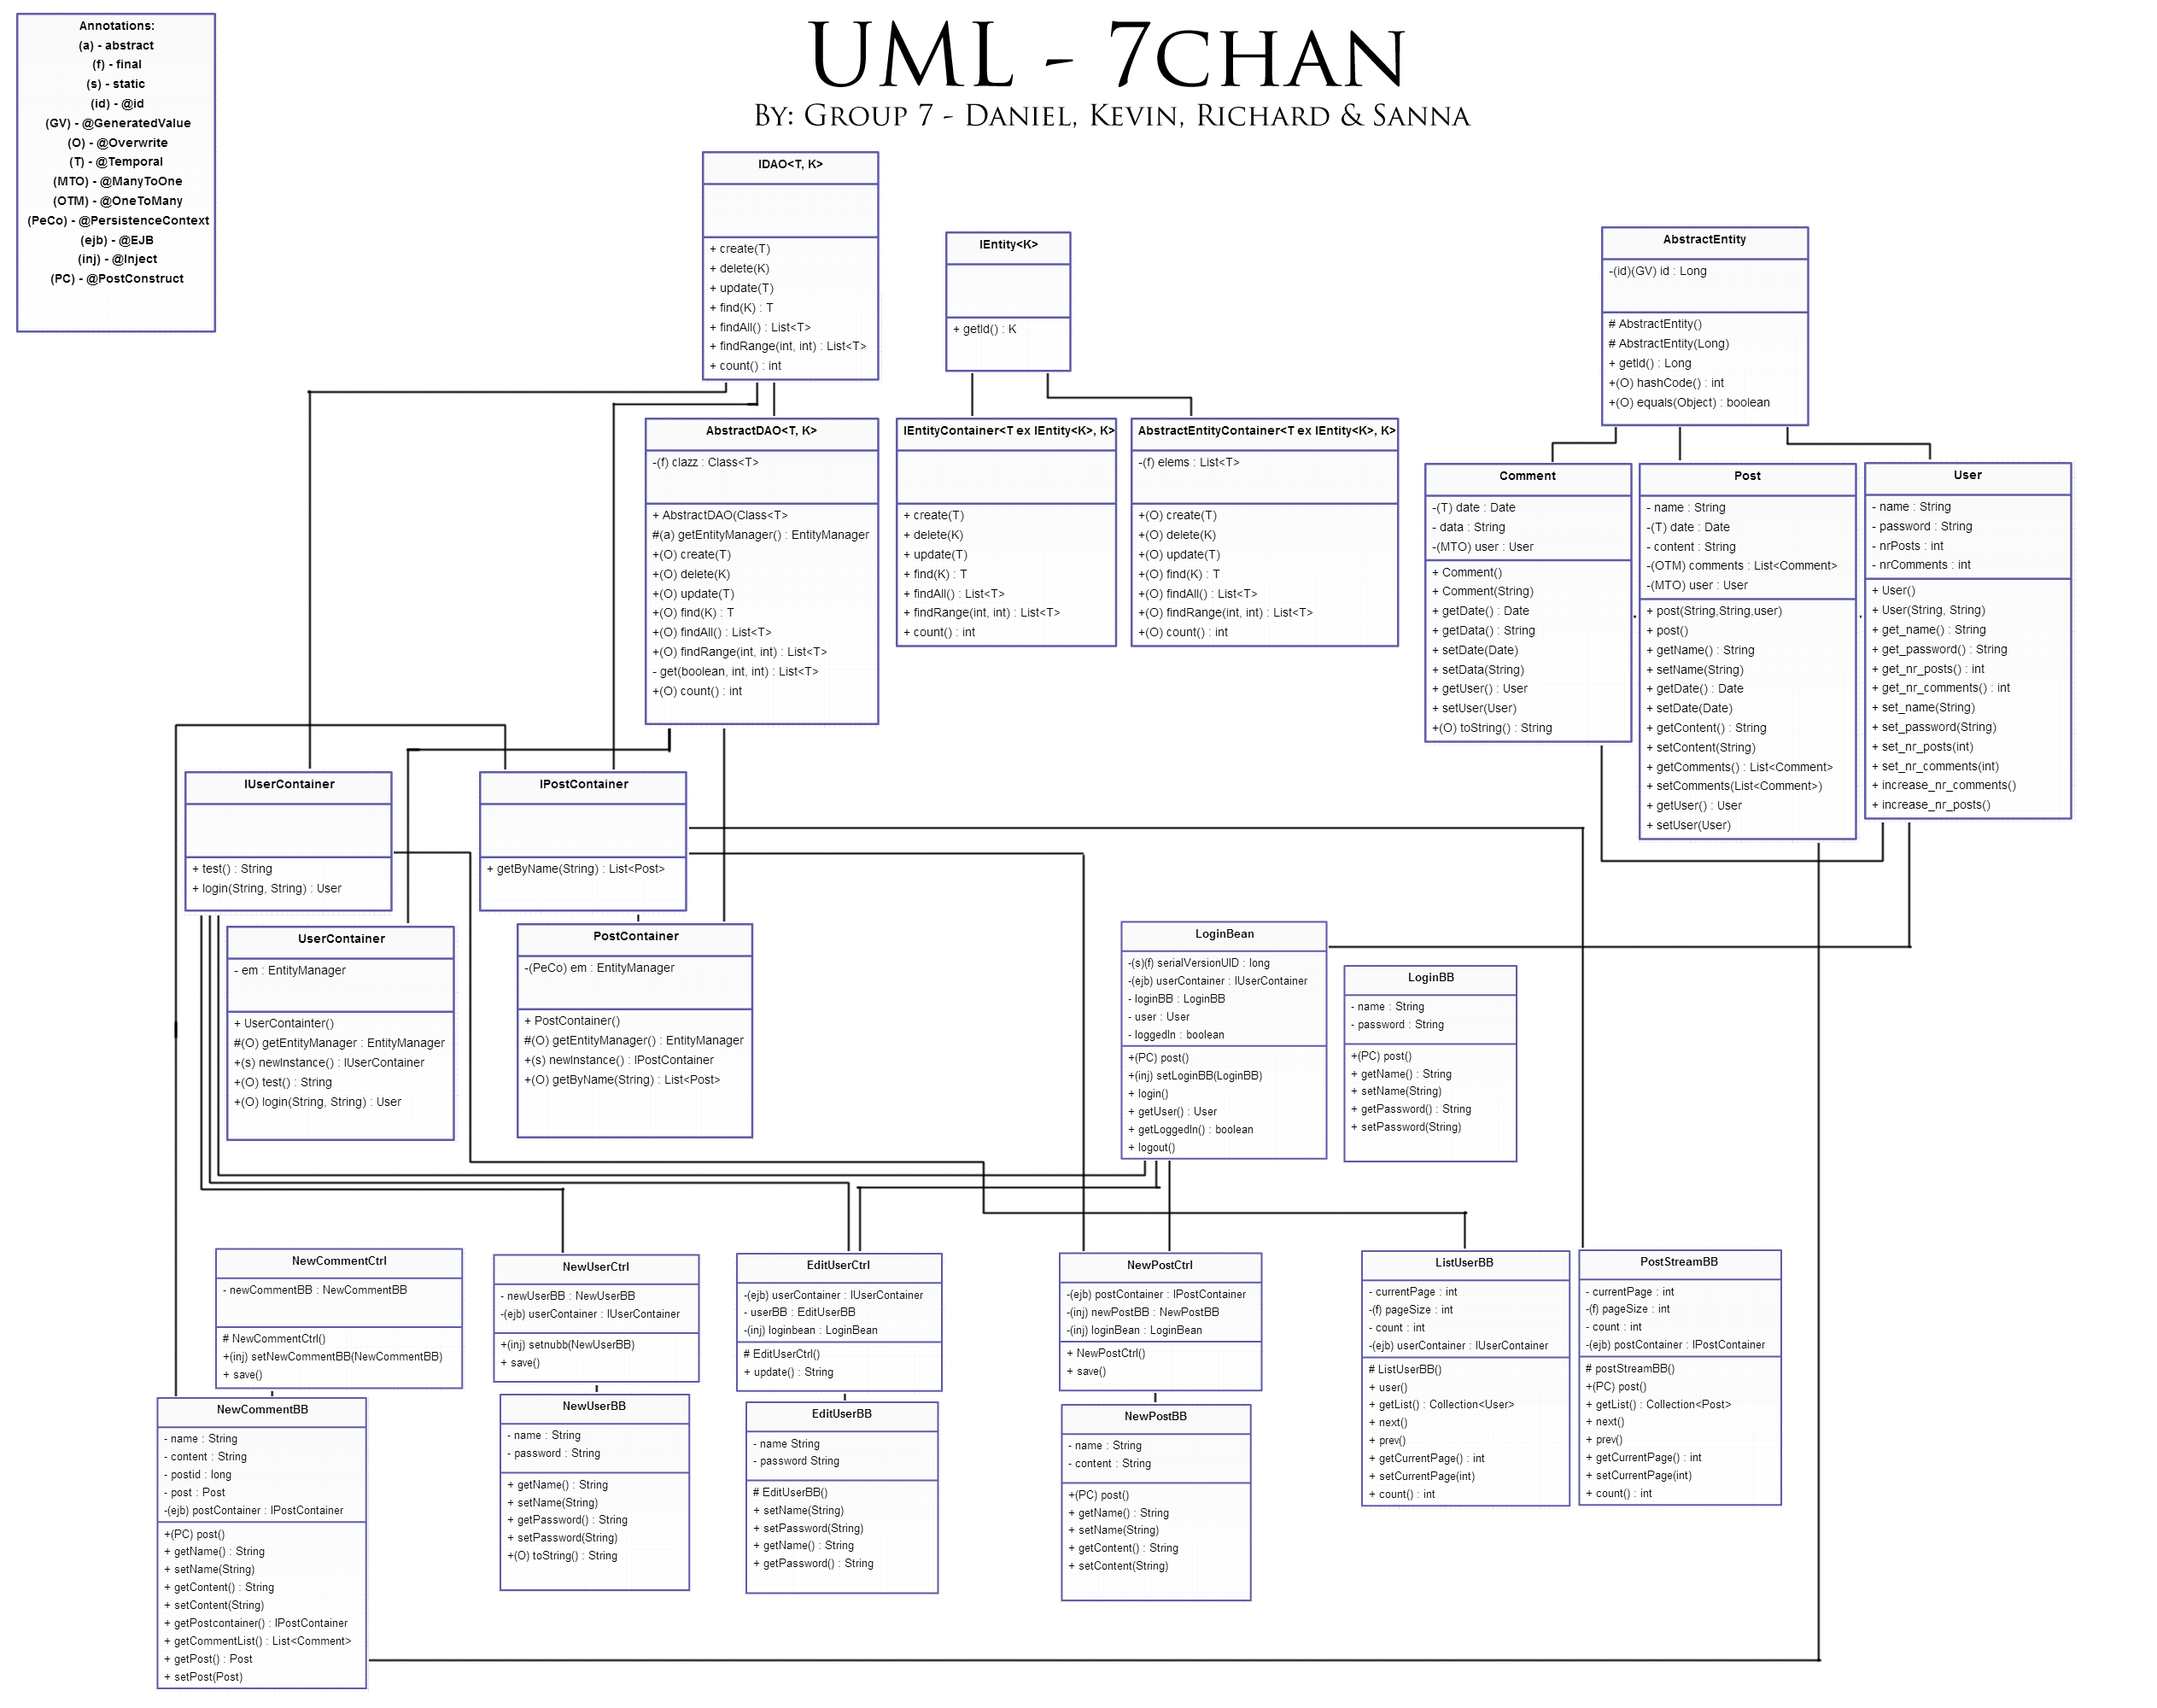 Annotations:
(a) - abstract
(f) - final
(s) - static
(id) - @id
(GV) - @GeneratedValue
(O) - @Overwrite
(T) - @Temporal
(MTO) - @ManyToOne
(OTM) - @OneToMany
(PeCo) - @PersistenceContext
(ejb) - @EJB
(inj) - @Inject
(PC) - @PostConstruct
UML - 7CHAN
BY: GROUP 7 - DANIEL, KEVIN, RICHARD & SANNA
IDAO<T, K>
+ create(T)
+ delete(K)
+ update(T)
+ find(K) : T
+ findAll() : List<T>
+ findRange(int, int) : List<T>
+ count() : int
IEntity<K>
+ getId() : K
AbstractEntity
-(id)(GV) id : Long
# AbstractEntity()
# AbstractEntity(Long)
+ getId() : Long
+(O) hashCode() : int
+(O) equals(Object) : boolean
AbstractDAO<T, K>
-(f) clazz : Class<T>
+ AbstractDAO(Class<T>
#(a) getEntityManager() : EntityManager
+(O) create(T)
+(O) delete(K)
+(O) update(T)
+(O) find(K) : T
+(O) findAll() : List<T>
+(O) findRange(int, int) : List<T>
- get(boolean, int, int) : List<T>
+(O) count() : int
IEntityContainer<T ex IEntity<K>, K>
+ create(T)
+ delete(K)
+ update(T)
+ find(K) : T
+ findAll() : List<T>
+ findRange(int, int) : List<T>
+ count() : int
AbstractEntityContainer<T ex IEntity<K>, K>
-(f) elems : List<T>
+(O) create(T)
+(O) delete(K)
+(O) update(T)
+(O) find(K) : T
+(O) findAll() : List<T>
+(O) findRange(int, int) : List<T>
+(O) count() : int
Comment
-(T) date : Date
- data : String
-(MTO) user : User
+ Comment()
+ Comment(String)
+ getDate() : Date
+ getData() : String
+ setDate(Date)
+ setData(String)
+ getUser() : User
+ setUser(User)
+(O) toString() : String
Post
- name : String
-(T) date : Date
- content : String
-(OTM) comments : List<Comment>
-(MTO) user : User
+ post(String,String,user)
+ post()
+ getName() : String
+ setName(String)
+ getDate() : Date
+ setDate(Date)
+ getContent() : String
+ setContent(String)
+ getComments() : List<Comment>
+ setComments(List<Comment>)
+ getUser() : User
+ setUser(User)
User
- name : String
- password : String
- nrPosts : int
- nrComments : int
+ User()
+ User(String, String)
+ get_name() : String
+ get_password() : String
+ get_nr_posts() : int
+ get_nr_comments() : int
+ set_name(String)
+ set_password(String)
+ set_nr_posts(int)
+ set_nr_comments(int)
+ increase_nr_comments()
+ increase_nr_posts()
IUserContainer
+ test() : String
+ login(String, String) : User
IPostContainer
+ getByName(String) : List<Post>
UserContainer
- em : EntityManager
+ UserContainter()
#(O) getEntityManager : EntityManager
+(s) newInstance() : IUserContainer
+(O) test() : String
+(O) login(String, String) : User
PostContainer
-(PeCo) em : EntityManager
+ PostContainer()
#(O) getEntityManager() : EntityManager
+(s) newInstance() : IPostContainer
+(O) getByName(String) : List<Post>
LoginBean
-(s)(f) serialVersionUID : long
-(ejb) userContainer : IUserContainer
- loginBB : LoginBB
- user : User
- loggedIn : boolean
+(PC) post()
+(inj) setLoginBB(LoginBB)
+ login()
+ getUser() : User
+ getLoggedIn() : boolean
+ logout()
LoginBB
- name : String
- password : String
+(PC) post()
+ getName() : String
+ setName(String)
+ getPassword() : String
+ setPassword(String)
NewCommentCtrl
- newCommentBB : NewCommentBB
# NewCommentCtrl()
+(inj) setNewCommentBB(NewCommentBB)
+ save()
NewUserCtrl
- newUserBB : NewUserBB
-(ejb) userContainer : IUserContainer
+(inj) setnubb(NewUserBB)
+ save()
EditUserCtrl
-(ejb) userContainer : IUserContainer
- userBB : EditUserBB
-(inj) loginbean : LoginBean
# EditUserCtrl()
+ update() : String
NewPostCtrl
-(ejb) postContainer : IPostContainer
-(inj) newPostBB : NewPostBB
-(inj) loginBean : LoginBean
+ NewPostCtrl()
+ save()
ListUserBB
- currentPage : int
-(f) pageSize : int
- count : int
-(ejb) userContainer : IUserContainer
# ListUserBB()
+ user()
+ getList() : Collection<User>
+ next()
+ prev()
+ getCurrentPage() : int
+ setCurrentPage(int)
+ count() : int
PostStreamBB
- currentPage : int
-(f) pageSize : int
- count : int
-(ejb) postContainer : IPostContainer
# postStreamBB()
+(PC) post()
+ getList() : Collection<Post>
+ next()
+ prev()
+ getCurrentPage() : int
+ setCurrentPage(int)
+ count() : int
NewCommentBB
- name : String
- content : String
- postid : long
- post : Post
-(ejb) postContainer : IPostContainer
+(PC) post()
+ getName() : String
+ setName(String)
+ getContent() : String
+ setContent(String)
+ getPostcontainer() : IPostContainer
+ getCommentList() : List<Comment>
+ getPost() : Post
+ setPost(Post)
NewUserBB
- name : String
- password : String
+ getName() : String
+ setName(String)
+ getPassword() : String
+ setPassword(String)
+(O) toString() : String
EditUserBB
- name String
- password String
# EditUserBB()
+ setName(String)
+ setPassword(String)
+ getName() : String
+ getPassword() : String
NewPostBB
- name : String
- content : String
+(PC) post()
+ getName() : String
+ setName(String)
+ getContent() : String
+ setContent(String)